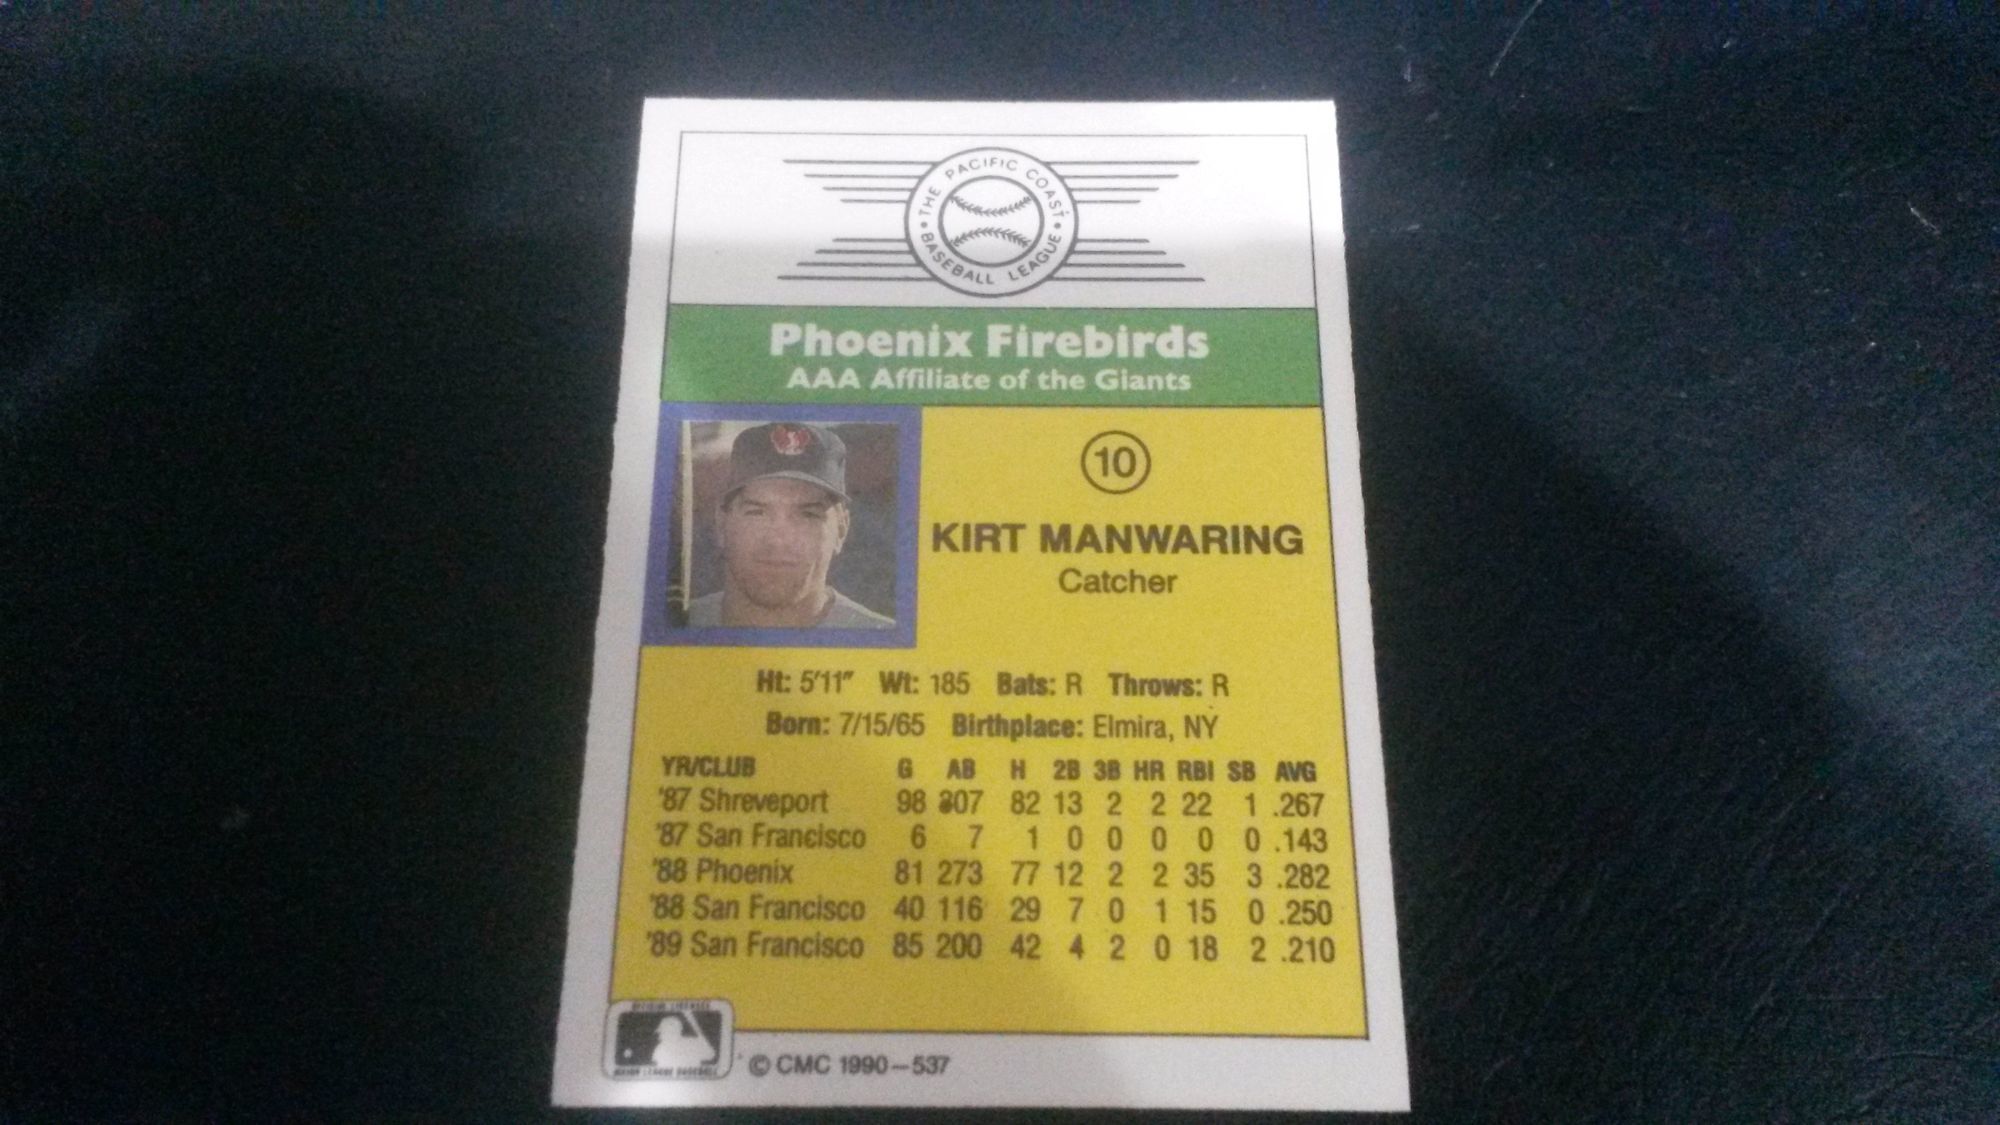 THE PACIFIC COAST
BASEBALL LEAGUE
Phoenix Firebirds
AAA Affiliate of the Giants
10
KIRT MANWARING
Catcher
Ht: 5'11" Wt: 185 Bats: R Throws: R
Born: 7/15/65 Birthplace: Elmira, NY
YR/CLUB G AB H 2B 3B HR RBI SB AVG
'87 Shreveport 98 307 82 13 2 2 22 1 .267
'87 San Francisco 6 7 1 0 0 0 0 0 .143
'88 Phoenix 81 273 77 12 2 2 35 3 .282
'88 San Francisco 40 116 29 7 0 1 15 0 .250
'89 San Francisco 85 200 42 4 2 0 18 2 .210
MAJOR LEAGUE BASEBALL
© CMC 1990–537